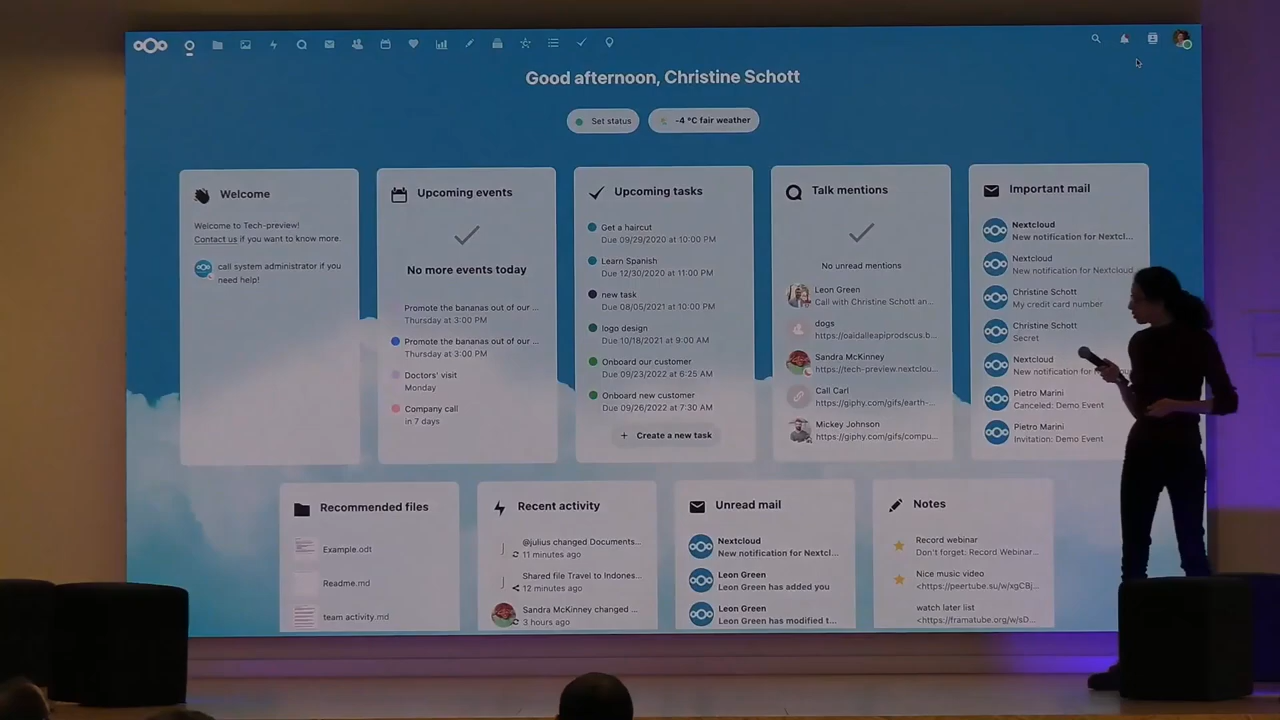 Good afternoon, Christine Schott
Set status
-4 °C fair weather
Welcome
Welcome to Tech-preview!
Contact us if you want to know more.
call system administrator if you
need help!
Upcoming events
No more events today
Promote the bananas out of our ...
Thursday at 3:00 PM
Promote the bananas out of our ...
Thursday at 3:00 PM
Doctors' visit
Monday
Company call
in 7 days
Upcoming tasks
Get a haircut
Due 09/29/2020 at 10:00 PM
Learn Spanish
Due 12/30/2020 at 11:00 PM
new task
Due 08/05/2021 at 10:00 PM
logo design
Due 10/18/2021 at 9:00 AM
Onboard our customer
Due 09/23/2022 at 6:25 AM
Onboard new customer
Due 09/26/2022 at 7:30 AM
+ Create a new task
Talk mentions
No unread mentions
Leon Green
Call with Christine Schott an...
dogs
https://oaidalleapiprodscus.b...
Sandra McKinney
https://tech-preview.nextclou...
Call Carl
https://giphy.com/gifs/earth-...
Mickey Johnson
https://giphy.com/gifs/compu...
Important mail
Nextcloud
New notification for Nextcl...
Nextcloud
New notification for Nextcloud
Christine Schott
My credit card number
Christine Schott
Secret
Nextcloud
New notification for
Pietro Marini
Canceled: Demo Event
Pietro Marini
Invitation: Demo Event
Recommended files
Example.odt
Readme.md
team activity.md
Recent activity
@julius changed Documents...
11 minutes ago
Shared file Travel to Indones...
12 minutes ago
Sandra McKinney changed ...
3 hours ago
Unread mail
Nextcloud
New notification for Nextcl...
Leon Green
Leon Green has added you
Leon Green
Leon Green has modified t...
Notes
Record webinar
Don't forget: Record Webinar...
Nice music video
<https://peertube.su/w/xgCBj...
watch later list
<https://framatube.org/w/sD...